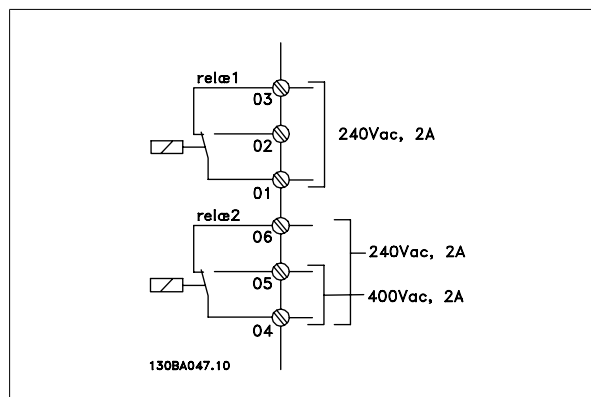 relæ1
03
02
240Vac, 2A
01
relæ2
06
240Vac, 2A
05
400Vac, 2A
04
130BA047.10